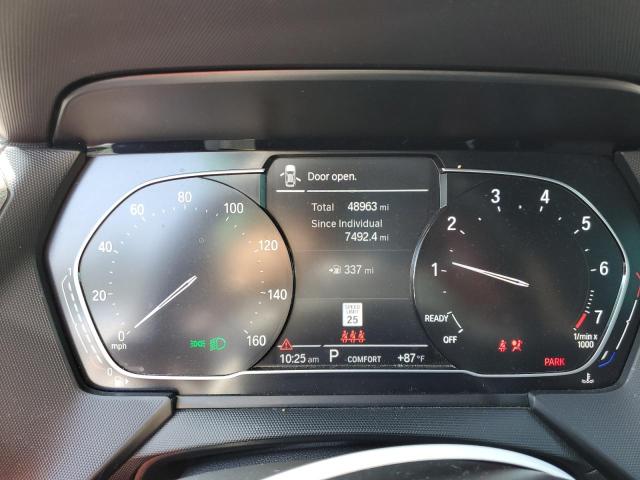 Door open.
Total 48963 mi
Since Individual
7492.4 mi
337 mi
SPEED
LIMIT
25
10:25 am P COMFORT +87°F
0 20 40 60 80 100 120 140 160
mph
0
1 2 3 4 5 6 7
READY
OFF
1/min x
1000
PARK